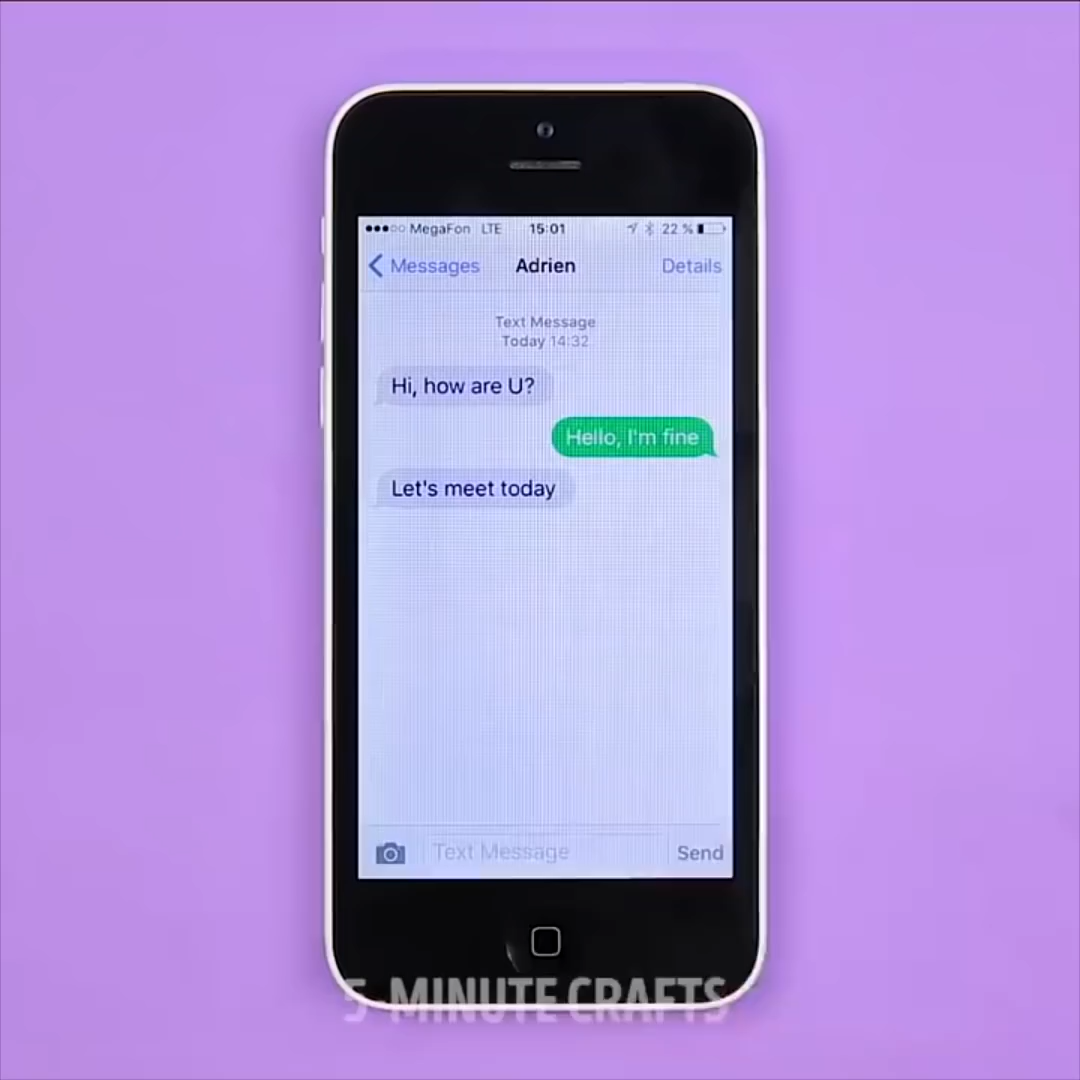 MegaFon LTE 15:01 22 %
Messages Adrien Details
Text Message
Today 14:32
Hi, how are U?
Hello, I'm fine
Let's meet today
Text Message Send
5-MINUTE CRAFTS